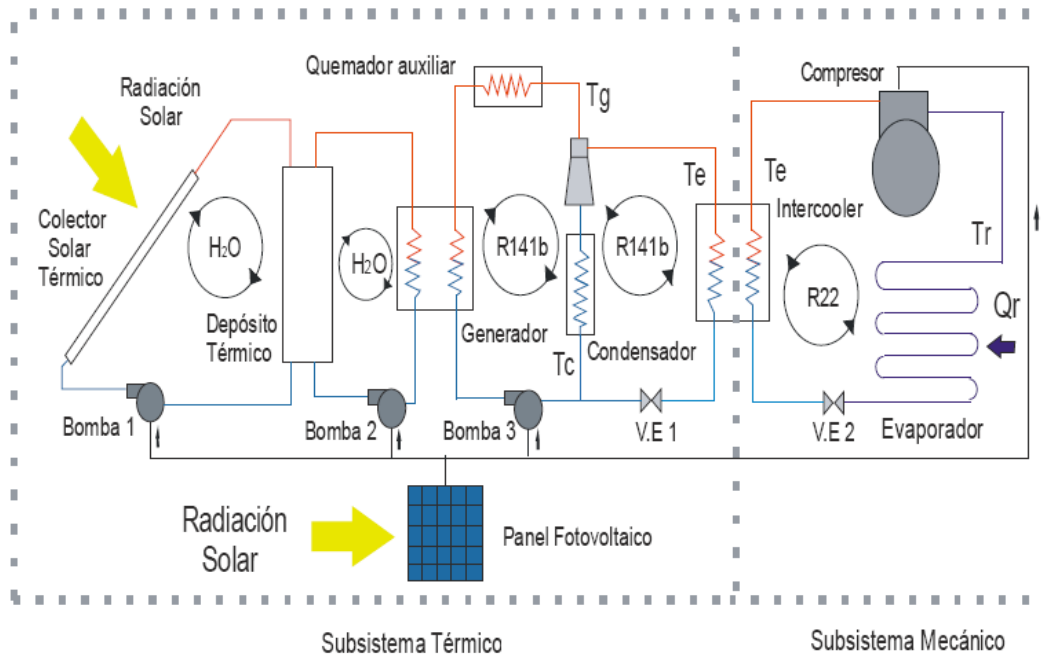 Quemador auxiliar
Tg
Compresor
Radiación
Solar
Te
Te
Intercooler
Colector
Solar
Térmico
H₂O
H₂O
R141b
R141b
Tr
R22
Qr
Depósito
Térmico
Generador
Tc
Condensador
Bomba 1
Bomba 2
Bomba 3
V.E 1
V.E 2
Evaporador
Radiación
Solar
Panel Fotovoltaico
Subsistema Térmico
Subsistema Mecánico